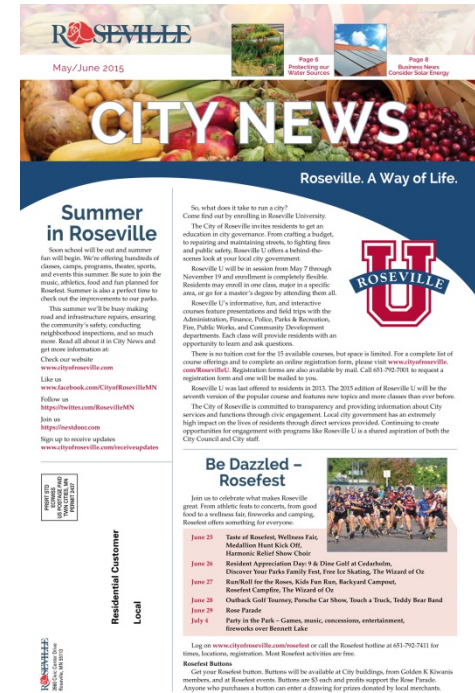 ROSEVILLE
May/June 2015
Page 6
Protecting our
Water Sources
Page 8
Business News
Consider Solar Energy
CITY NEWS
Roseville. A Way of Life.
Summer
in Roseville
Soon school will be out and summer
fun will begin. We're offering hundreds of
classes, camps, programs, theater, sports,
and events this summer. Be sure to join the
music, athletics, food and fun planned for
Rosefest. Summer is also a perfect time to
check out the improvements to our parks.
This summer we'll be busy making
road and infrastructure repairs, ensuring
the community's safety, conducting
neighborhood inspections, and so much
more. Read all about it in City News and
get more information at:
Check our website
www.cityofroseville.com
Like us
www.facebook.com/CityofRosevilleMN
Follow us
https://twitter.com/RosevilleMN
Join us
https://nextdoor.com
Sign up to receive updates
www.cityofroseville.com/receiveupdates
PRSRT STD
ECRWSS
US POSTAGE PAID
TWIN CITIES, MN
PERMIT 2437
Residential Customer
Local
ROSEVILLE
2660 Civic Center Drive
Roseville, MN 55113
So, what does it take to run a city?
Come find out by enrolling in Roseville University.
The City of Roseville invites residents to get an
education in city government. From crafting a budget,
to repairing and maintaining streets, to fighting fires
and public safety, Roseville U offers a behind-the-
scenes look at your local city government.
Roseville U will be in session from May 7 through
November 19 and enrollment is completely flexible.
Residents may enroll in one class, major in a specific
area, or go for a master's degree by attending them all.
Roseville U's informative, fun, and interactive
courses feature presentations and field trips with the
Administration, Finance, Police, Parks & Recreation,
Fire, Public Works, and Community Development
departments. Each class will provide residents with an
opportunity to learn and ask questions.
U
ROSEVILLE
There is no tuition cost for the 15 available courses, but space is limited. For a complete list of
course offerings and to complete an online registration form, please visit www.cityofroseville.
com/RosevilleU. Registration forms are also available by mail. Call 651-792-7001 to request a
registration form and one will be mailed to you.
Roseville U was last offered to residents in 2013. The 2015 edition of Roseville U will be the
seventh version of the popular course and features new topics and more classes than ever before.
The City of Roseville is committed to transparency and providing information about City
services and functions through civic engagement. Local city government has an extremely
high impact on the lives of residents through direct services provided. Continuing to create
opportunities for engagement with programs like Roseville U is a shared aspiration of both the
City Council and City staff.
Be Dazzled –
Rosefest
Join us to celebrate what makes Roseville
great. From athletic feats to concerts, from good
food to a wellness fair, fireworks and camping,
Rosefest offers something for everyone.
June 25 Taste of Rosefest, Wellness Fair,
Medallion Hunt Kick Off,
Harmonic Relief Show Choir
June 26 Resident Appreciation Day: 9 & Dine Golf at Cedarholm,
Discover Your Parks Family Fest, Free Ice Skating, The Wizard of Oz
June 27 Run/Roll for the Roses, Kids Fun Run, Backyard Campout,
Rosefest Campfire, The Wizard of Oz
June 28 Outback Golf Tourney, Porsche Car Show, Touch a Truck, Teddy Bear Band
June 29 Rose Parade
July 4 Party in the Park – Games, music, concessions, entertainment,
fireworks over Bennett Lake
Log on www.cityofroseville.com/rosefest or call the Rosefest hotline at 651-792-7411 for
times, locations, registration. Most Rosefest activities are free.
Rosefest Buttons
Get your Rosefest button. Buttons will be available at City buildings, from Golden K Kiwanis
members, and at Rosefest events. Buttons are $3 each and profits support the Rose Parade.
Anyone who purchases a button can enter a drawing for prizes donated by local merchants.